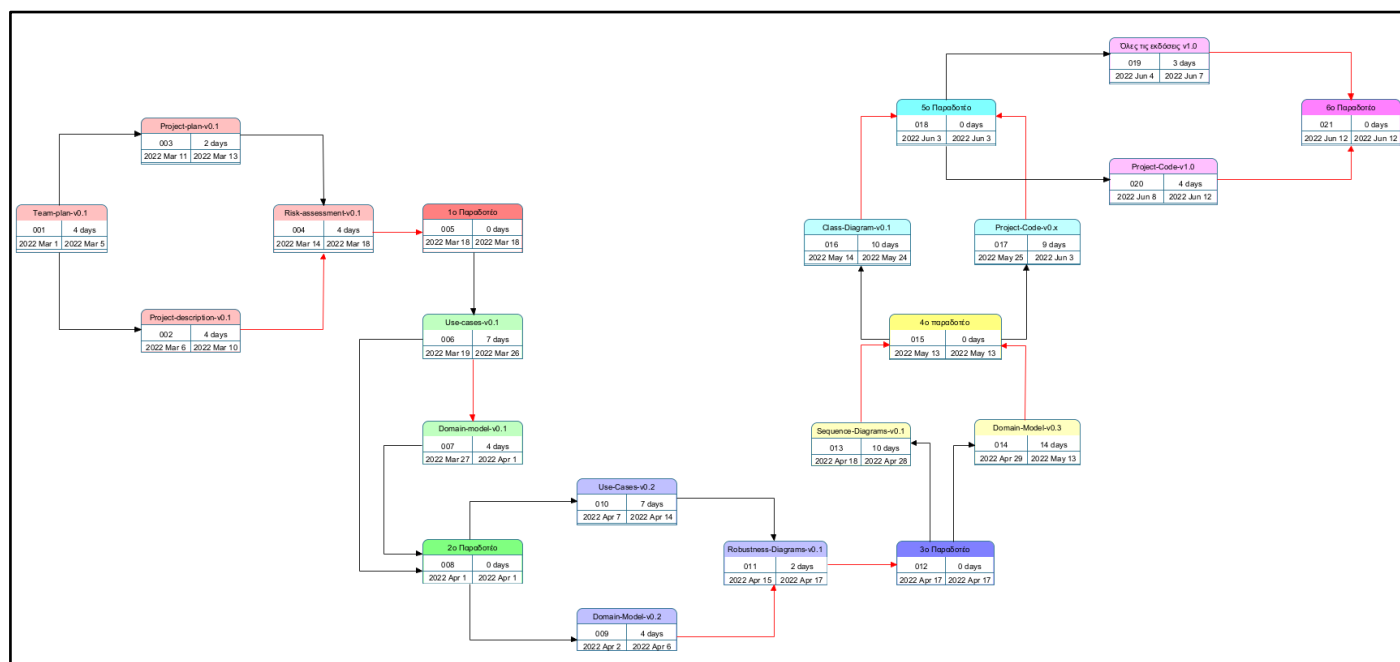 Όλες τις εκδόσεις v1.0
019 3 days
2022 Jun 4 2022 Jun 7
5ο Παραδοτέο
018 0 days
2022 Jun 3 2022 Jun 3
6ο Παραδοτέο
021 0 days
2022 Jun 12 2022 Jun 12
Project-plan-v0.1
003 2 days
2022 Mar 11 2022 Mar 13
Project-Code-v1.0
020 4 days
2022 Jun 8 2022 Jun 12
Team-plan-v0.1
001 4 days
2022 Mar 1 2022 Mar 5
Risk-assessment-v0.1
004 4 days
2022 Mar 14 2022 Mar 18
1ο Παραδοτέο
005 0 days
2022 Mar 18 2022 Mar 18
Class-Diagram-v0.1
016 10 days
2022 May 14 2022 May 24
Project-Code-v0.x
017 9 days
2022 May 25 2022 Jun 3
Project-description-v0.1
002 4 days
2022 Mar 6 2022 Mar 10
Use-cases-v0.1
006 7 days
2022 Mar 19 2022 Mar 26
4ο παραδοτέο
015 0 days
2022 May 13 2022 May 13
Domain-model-v0.1
007 4 days
2022 Mar 27 2022 Apr 1
Sequence-Diagrams-v0.1
013 10 days
2022 Apr 18 2022 Apr 28
Domain-Model-v0.3
014 14 days
2022 Apr 29 2022 May 13
Use-Cases-v0.2
010 7 days
2022 Apr 7 2022 Apr 14
2ο Παραδοτέο
008 0 days
2022 Apr 1 2022 Apr 1
Robustness-Diagrams-v0.1
011 2 days
2022 Apr 15 2022 Apr 17
3ο Παραδοτέο
012 0 days
2022 Apr 17 2022 Apr 17
Domain-Model-v0.2
009 4 days
2022 Apr 2 2022 Apr 6